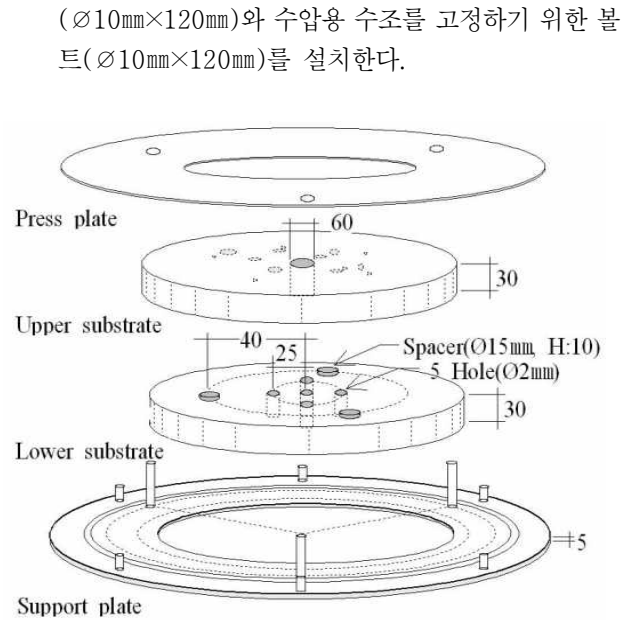 (∅10㎜×120㎜)와 수압용 수조를 고정하기 위한 볼
트(∅10㎜×120㎜)를 설치한다.
Press plate
60
30
Upper substrate
40
25
Spacer(Ø15㎜, H:10)
5 Hole(Ø2mm)
30
Lower substrate
5
Support plate